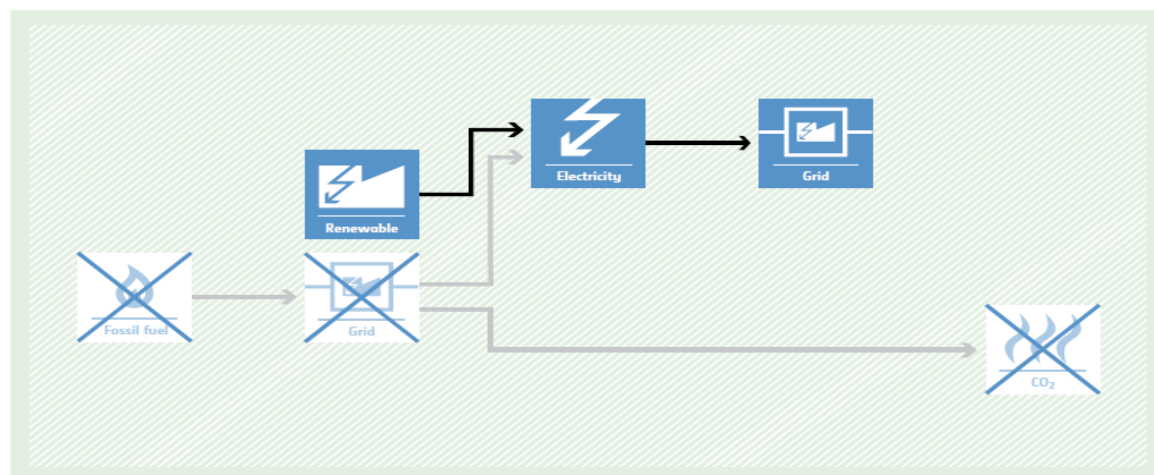 Electricity
Grid
Renewable
Fossil fuel
Grid
CO₂